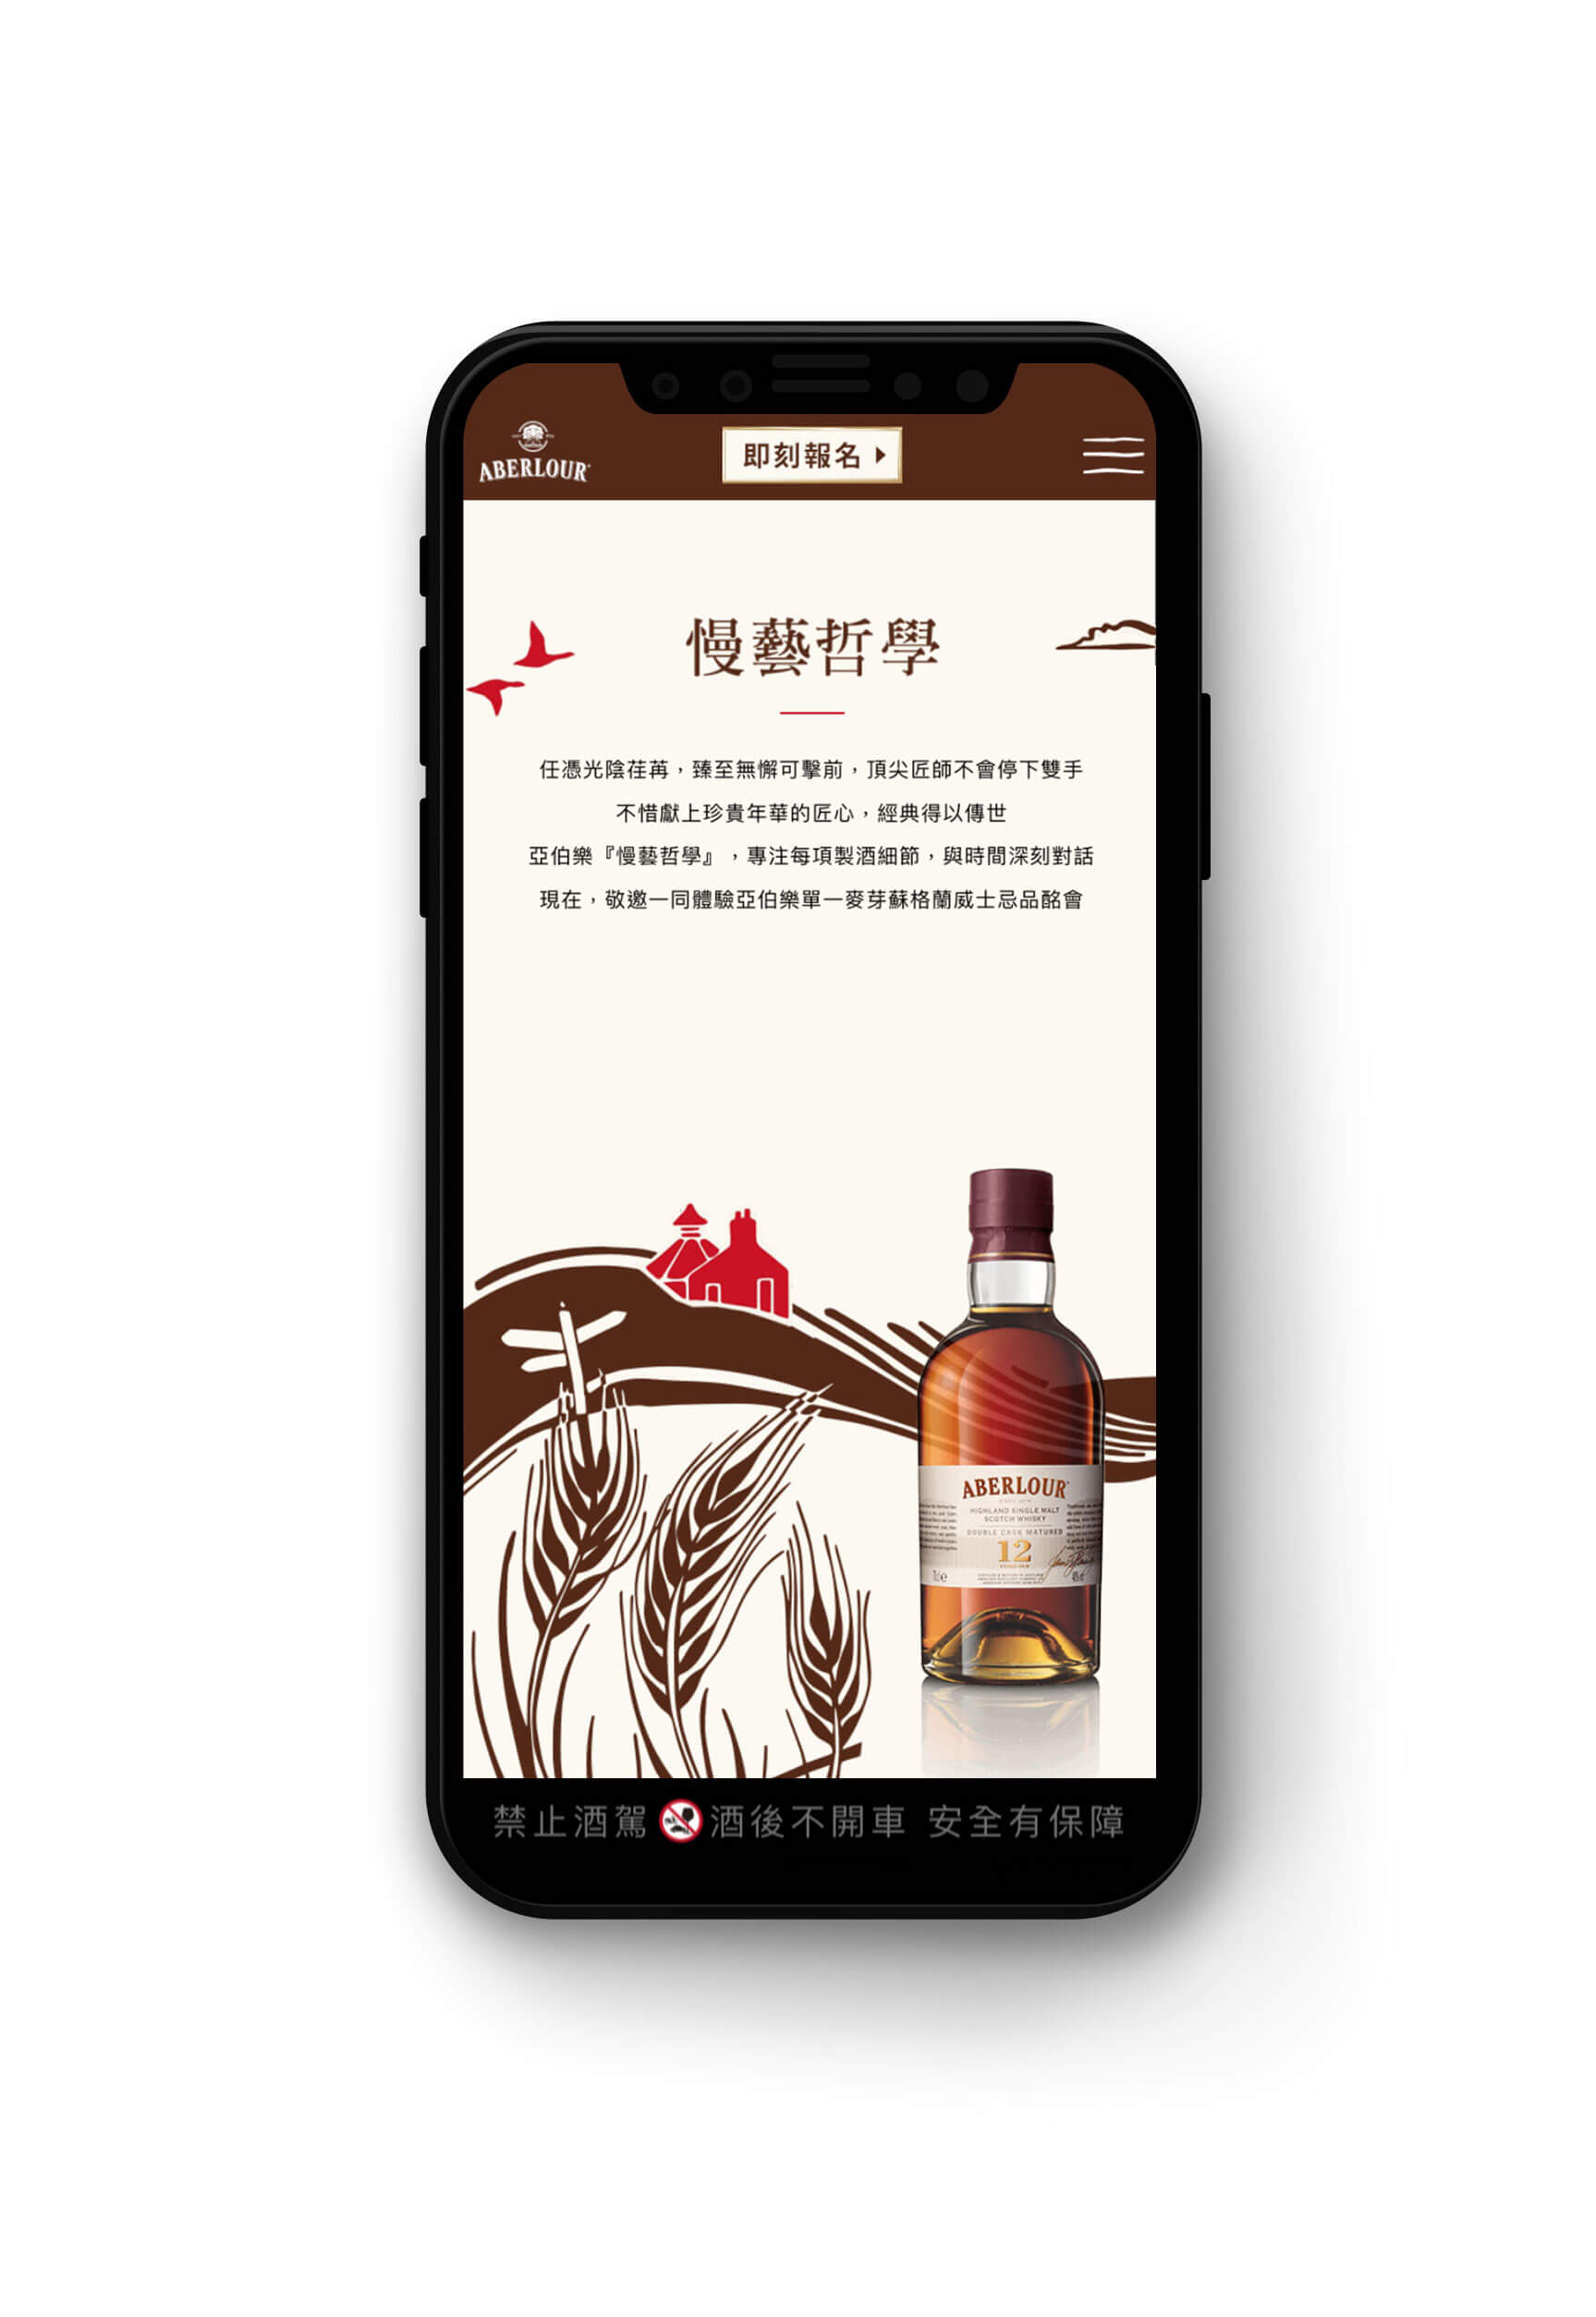 ABERLOUR
即刻報名
慢藝哲學
任憑光陰荏苒，臻至無懈可擊前，頂尖匠師不會停下雙手
不惜獻上珍貴年華的匠心，經典得以傳世
亞伯樂『慢藝哲學』，專注每項製酒細節，與時間深刻對話
現在，敬邀一同體驗亞伯樂單一麥芽蘇格蘭威士忌品酩會
ABERLOUR
HIGHLAND SINGLE MALT
SCOTCH WHISKY
DOUBLE CASK MATURED
12
禁止酒駕 酒後不開車 安全有保障